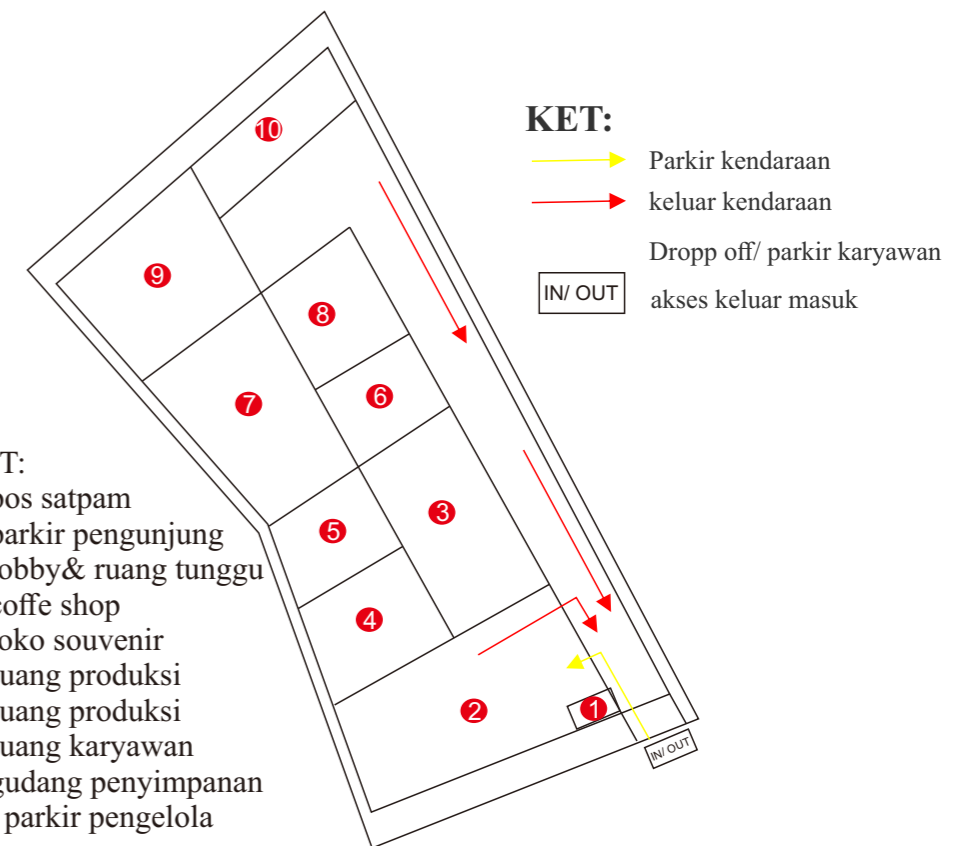 10
KET:
Parkir kendaraan
keluar kendaraan
Dropp off/ parkir karyawan
IN/ OUT
akses keluar masuk
9
8
6
7
T:
pos satpam
parkir pengunjung
obby& ruang tunggu
coffe shop
oko souvenir
uang produksi
uang produksi
uang karyawan
gudang penyimpanan
parkir pengelola
3
5
4
2
1
IN/ OUT